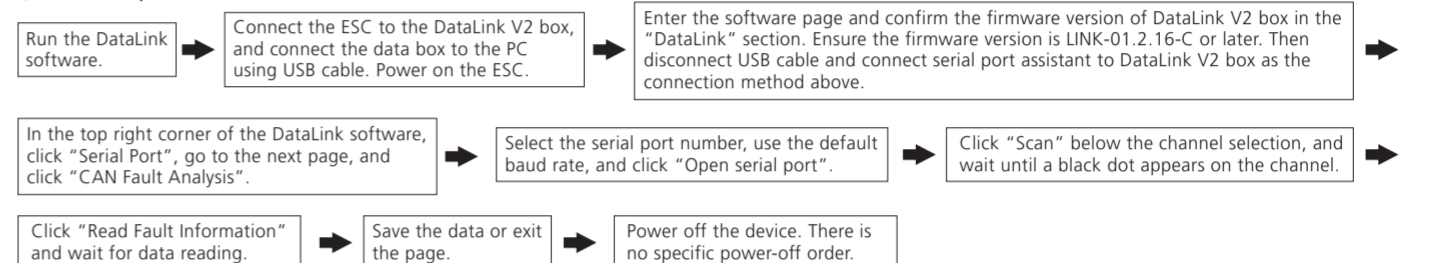 Run the DataLink
software.
Connect the ESC to the DataLink V2 box,
and connect the data box to the PC
using USB cable. Power on the ESC.
Enter the software page and confirm the firmware version of DataLink V2 box in the
“DataLink” section. Ensure the firmware version is LINK-01.2.16-C or later. Then
disconnect USB cable and connect serial port assistant to DataLink V2 box as the
connection method above.
In the top right corner of the DataLink software,
click “Serial Port”, go to the next page, and
click “CAN Fault Analysis”.
Select the serial port number, use the default
baud rate, and click “Open serial port”.
Click “Scan” below the channel selection, and
wait until a black dot appears on the channel.
Click “Read Fault Information”
and wait for data reading.
Save the data or exit
the page.
Power off the device. There is
no specific power-off order.